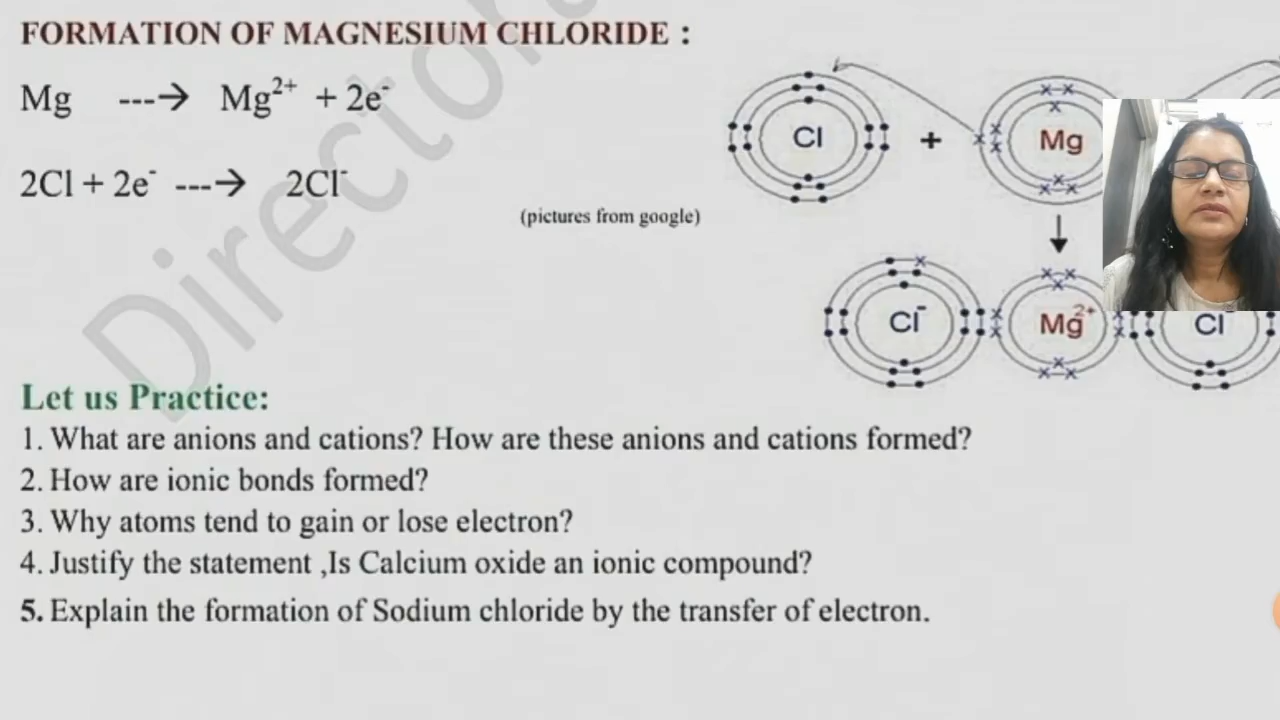 FORMATION OF MAGNESIUM CHLORIDE :
Mg ---→ Mg²⁺ + 2e⁻
2Cl + 2e⁻ ---→ 2Cl⁻
(pictures from google)
Cl + Mg
Cl⁻ Mg²⁺ Cl
Directora
Let us Practice:
1. What are anions and cations? How are these anions and cations formed?
2. How are ionic bonds formed?
3. Why atoms tend to gain or lose electron?
4. Justify the statement ,Is Calcium oxide an ionic compound?
5. Explain the formation of Sodium chloride by the transfer of electron.